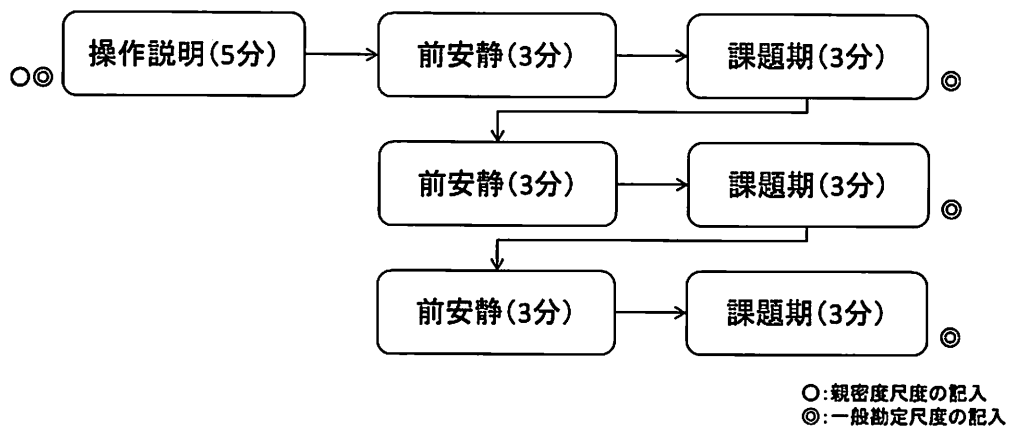 操作説明(5分)
前安静(3分)
課題期(3分)
○◎
◎
前安静(3分)
課題期(3分)
◎
前安静(3分)
課題期(3分)
◎
○:親密度尺度の記入
◎:一般勘定尺度の記入